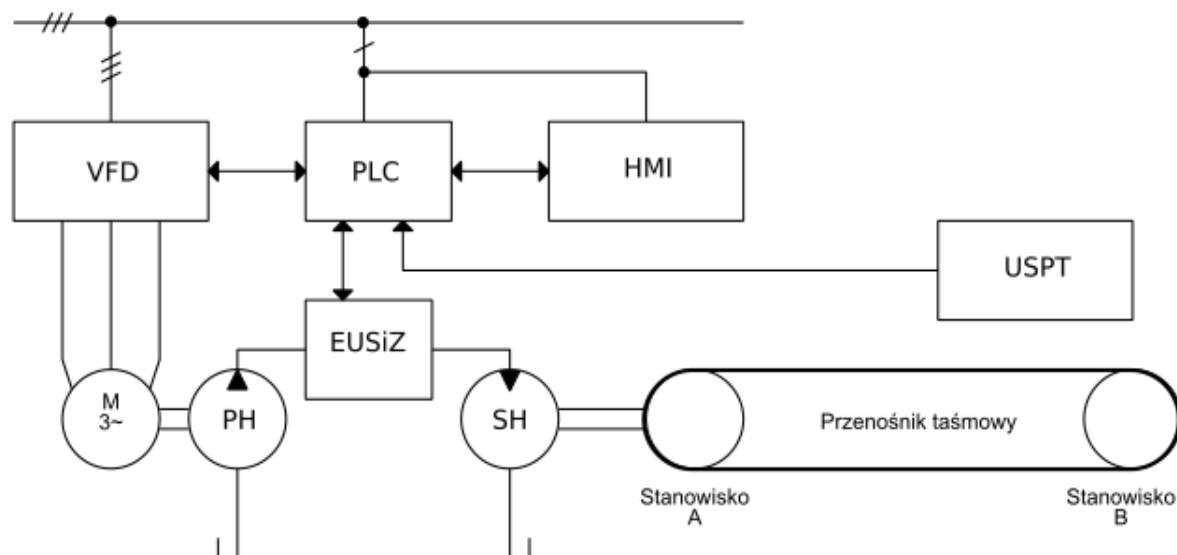 VFD
PLC
HMI
USPT
EUSiZ
M
3~
PH
SH
Przenośnik taśmowy
Stanowisko
A
Stanowisko
B